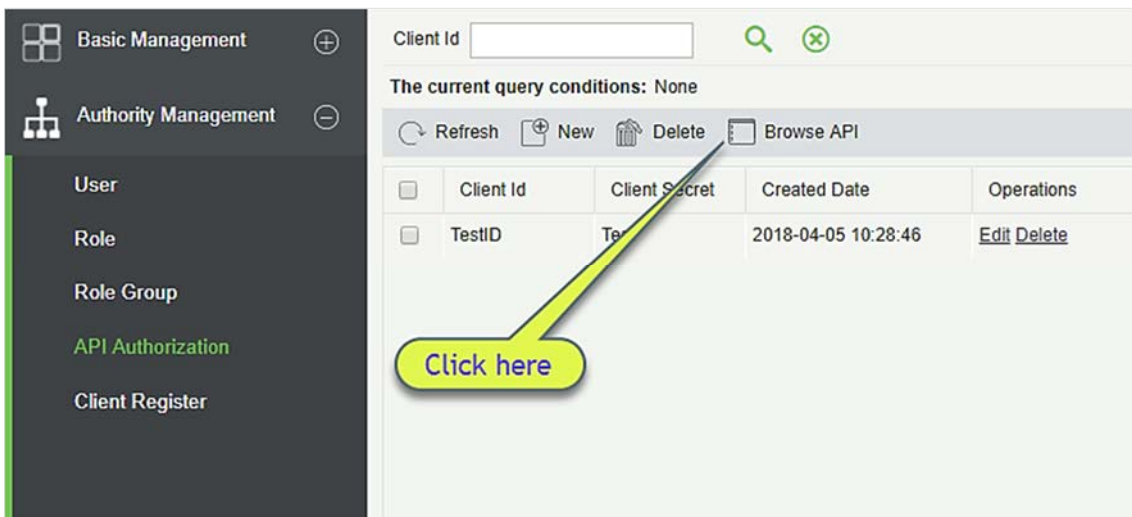 Basic Management
Authority Management
User
Role
Role Group
API Authorization
Client Register
Client Id
The current query conditions: None
Refresh New Delete Browse API
Client Id Client Secret Created Date Operations
TestID 2018-04-05 10:28:46 Edit Delete
Click here